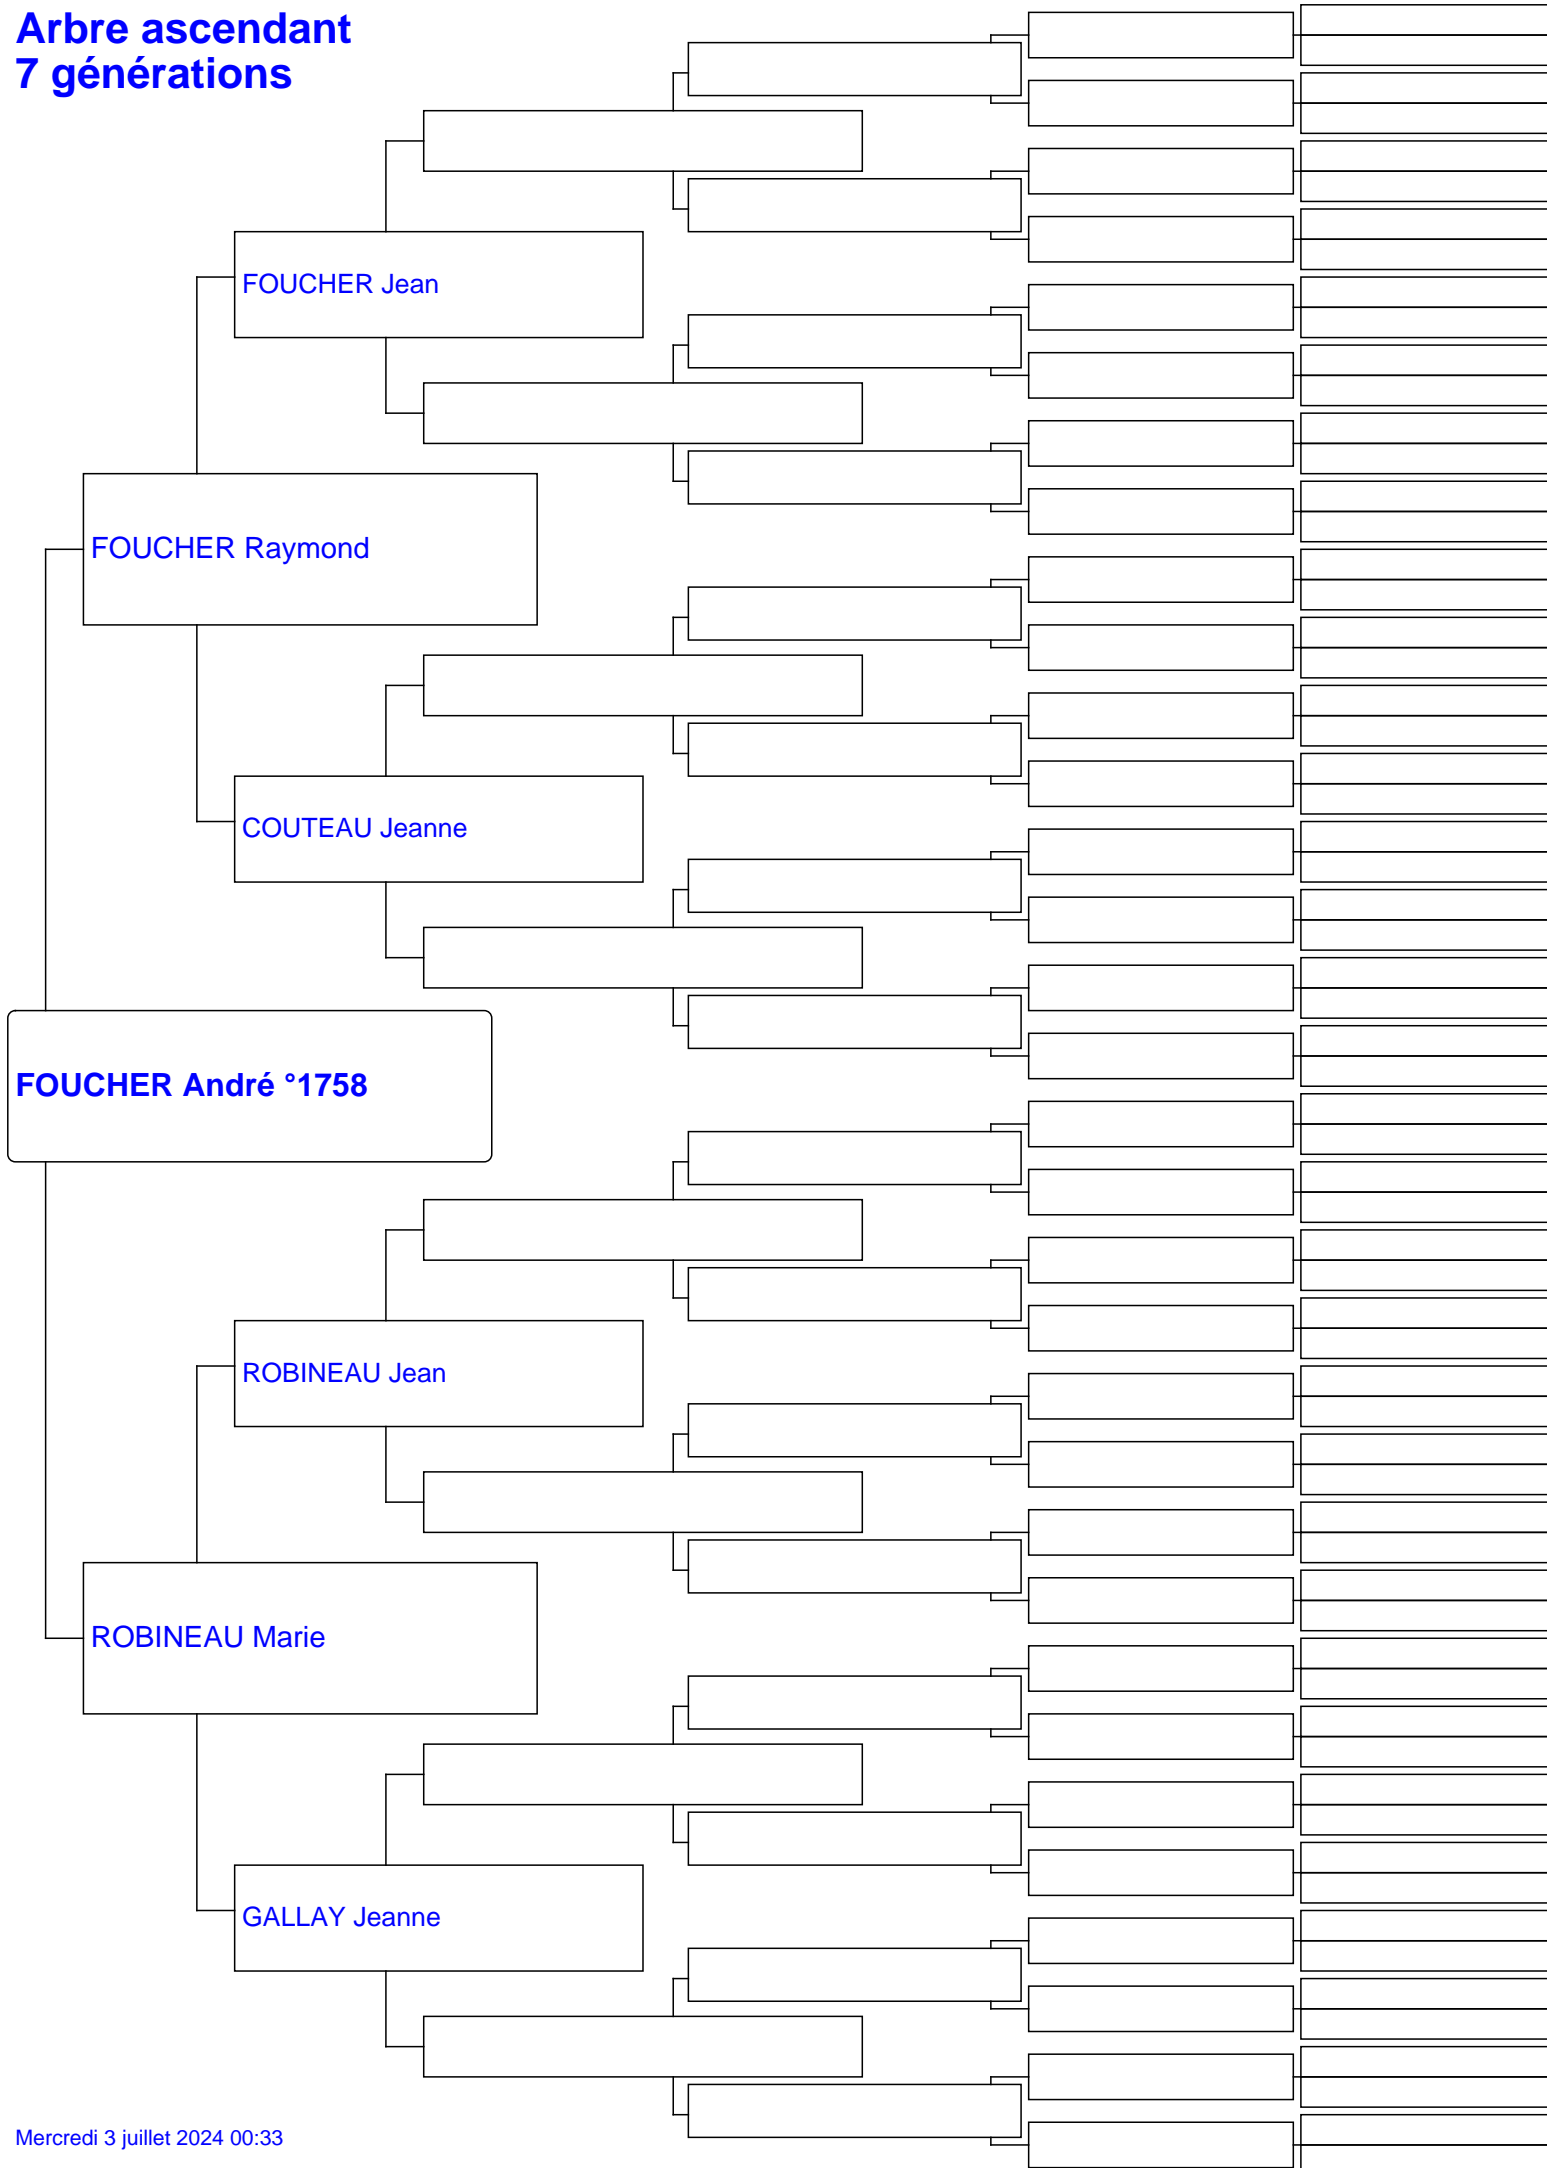 Arbre ascendant
7 générations
FOUCHER Jean
FOUCHER Raymond
COUTEAU Jeanne
FOUCHER André °1758
ROBINEAU Jean
ROBINEAU Marie
GALLAY Jeanne
Mercredi 3 juillet 2024 00:33